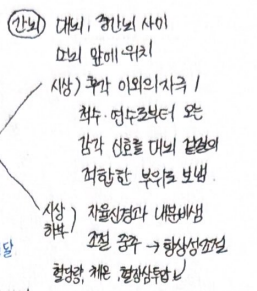 간뇌 대뇌, 중간뇌 사이
소뇌 앞에 위치
시상) 후각 이외의 자극 /
척수·연수로부터 오는
감각 신호를 대뇌 겉질의
적합한 부위로 보냄.
시상하부) 자율신경과 내분비샘
조절 중추 → 항상성조절
혈당량, 체온, 혈장삼투압
달